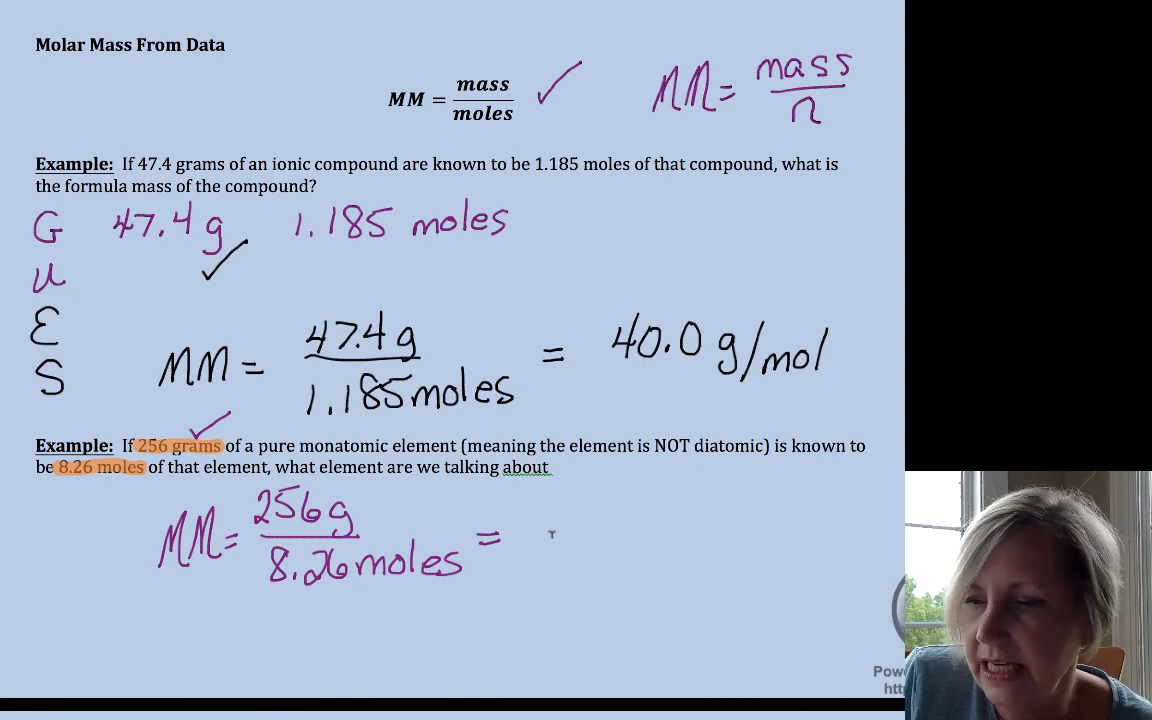 Molar Mass From Data
MM = mass / moles ✓ MM = mass / n
Example: If 47.4 grams of an ionic compound are known to be 1.185 moles of that compound, what is
the formula mass of the compound?
G 47.4 g 1.185 moles
U
E
S MM = 47.4 g / 1.185 moles = 40.0 g/mol
Example: If 256 grams of a pure monatomic element (meaning the element is NOT diatomic) is known to
be 8.26 moles of that element, what element are we talking about
MM = 256 g / 8.26 moles =
Pow
htt